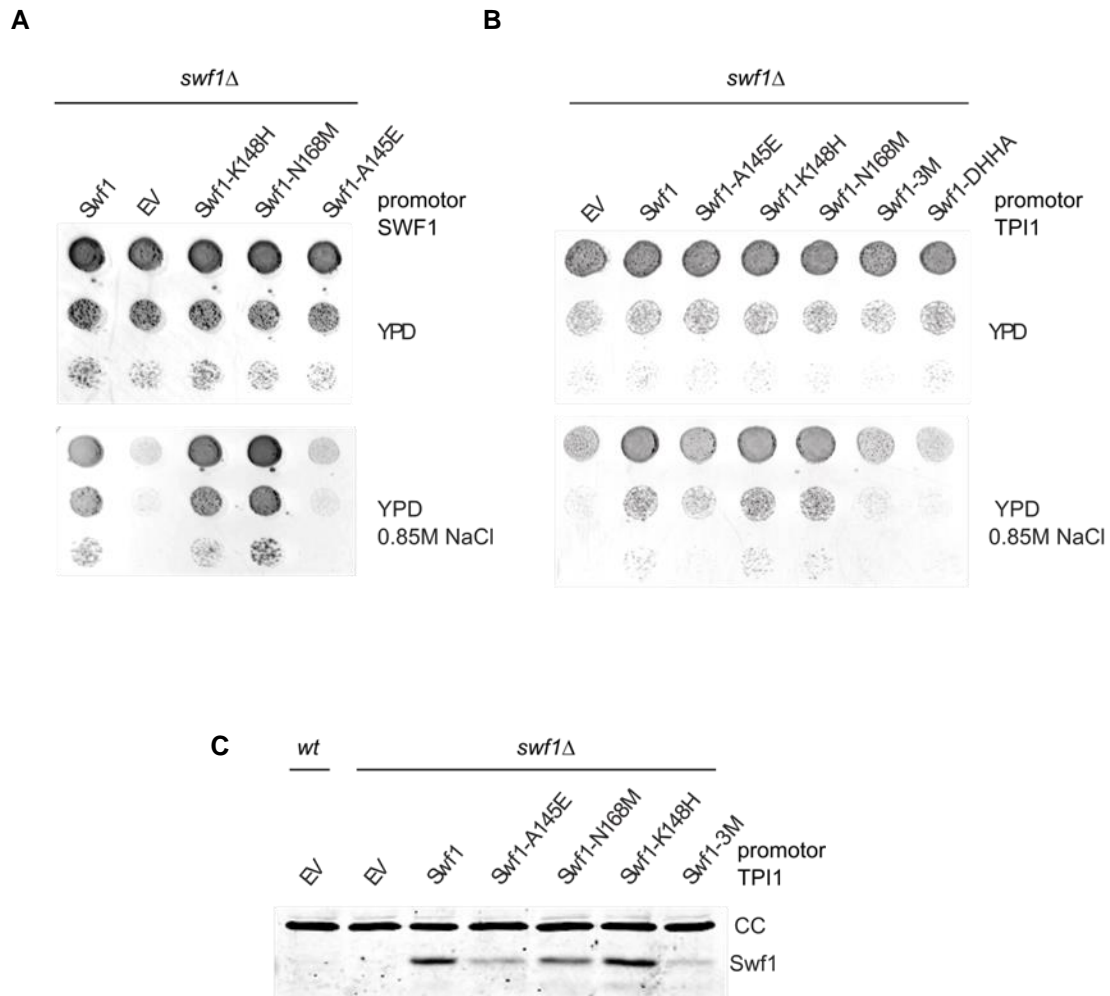 A
B
swf1Δ
Swf1
EV
Swf1-K148H
Swf1-N168M
Swf1-A145E
promotor
SWF1
YPD
YPD
0.85M NaCl
swf1Δ
EV
Swf1
Swf1-A145E
Swf1-K148H
Swf1-N168M
Swf1-3M
Swf1-DHHA
promotor
TPI1
YPD
YPD
0.85M NaCl
C
wt
swf1Δ
EV
EV
Swf1
Swf1-A145E
Swf1-N168M
Swf1-K148H
Swf1-3M
promotor
TPI1
CC
Swf1